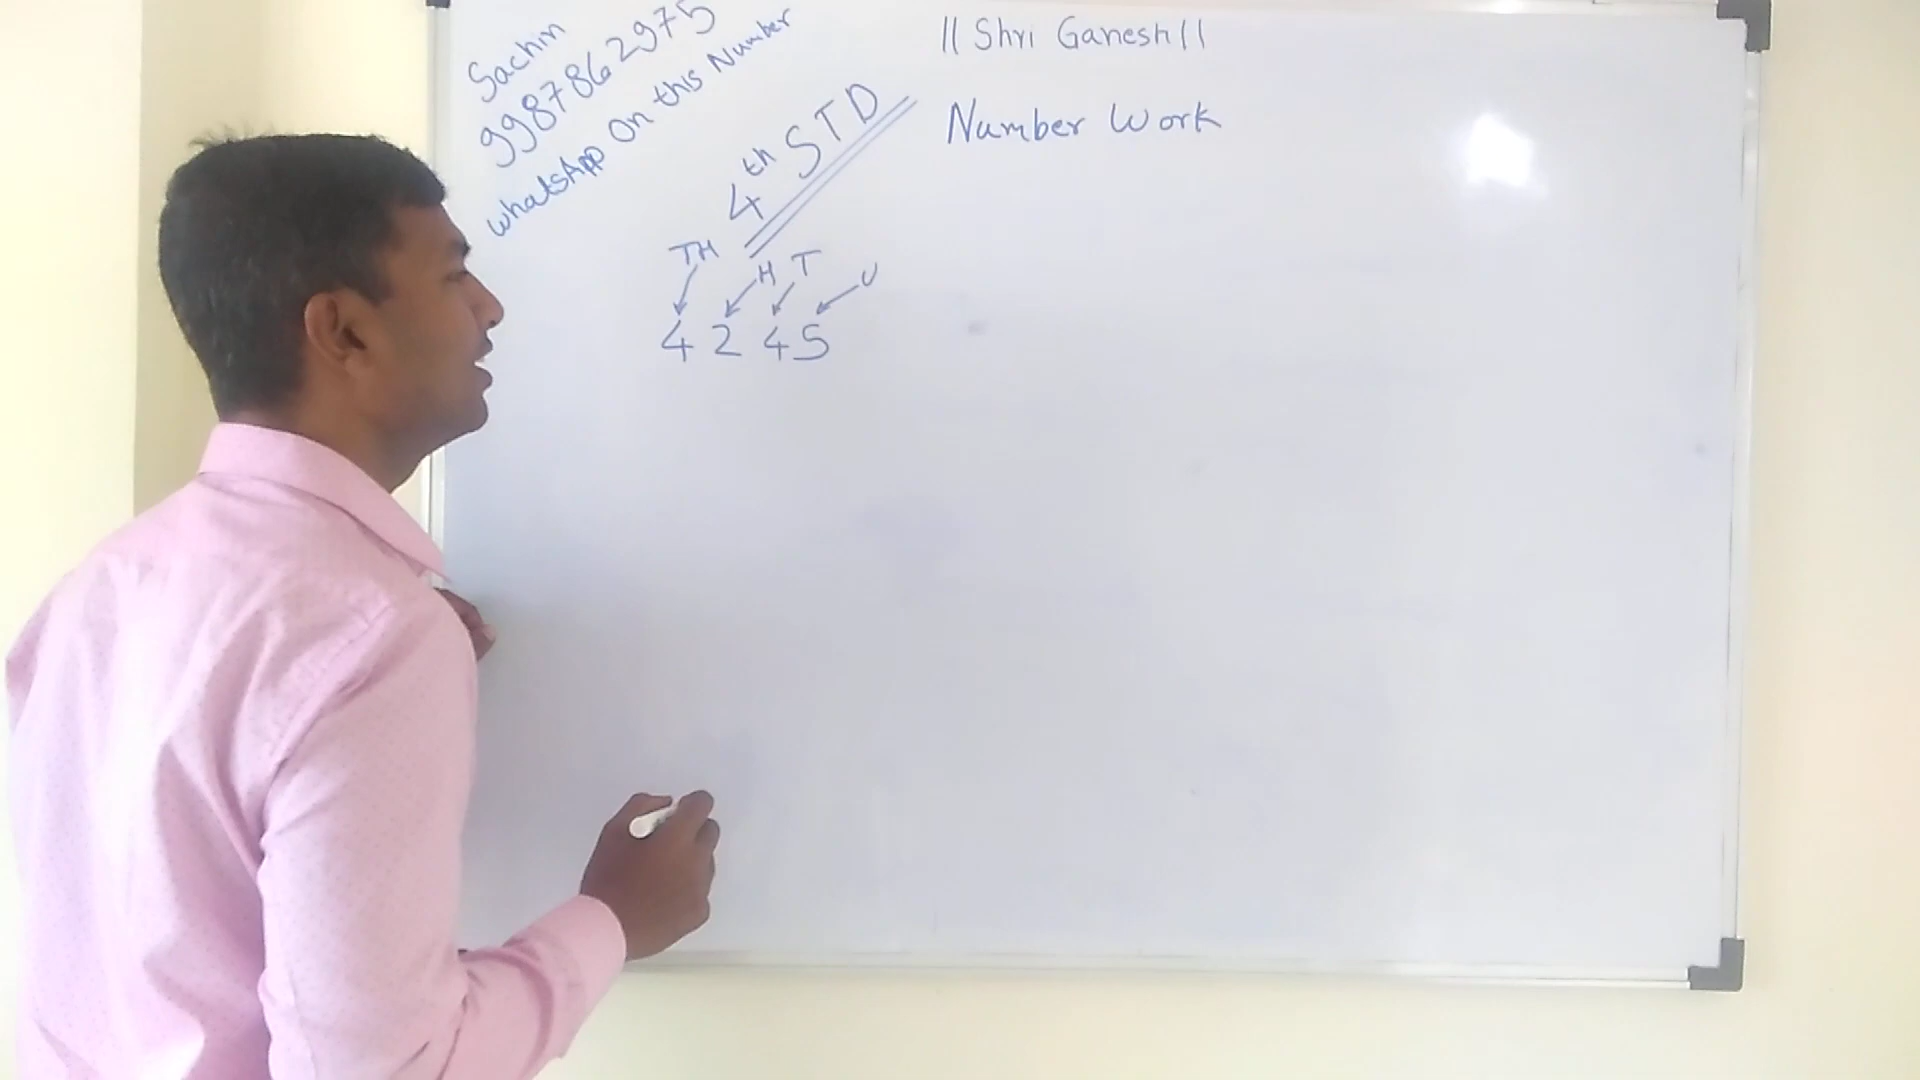 Sachin
9987862975
whatsApp On this Number
|| Shri Ganesh ||
Number Work
4th STD
TH H T U
4 2 4 5